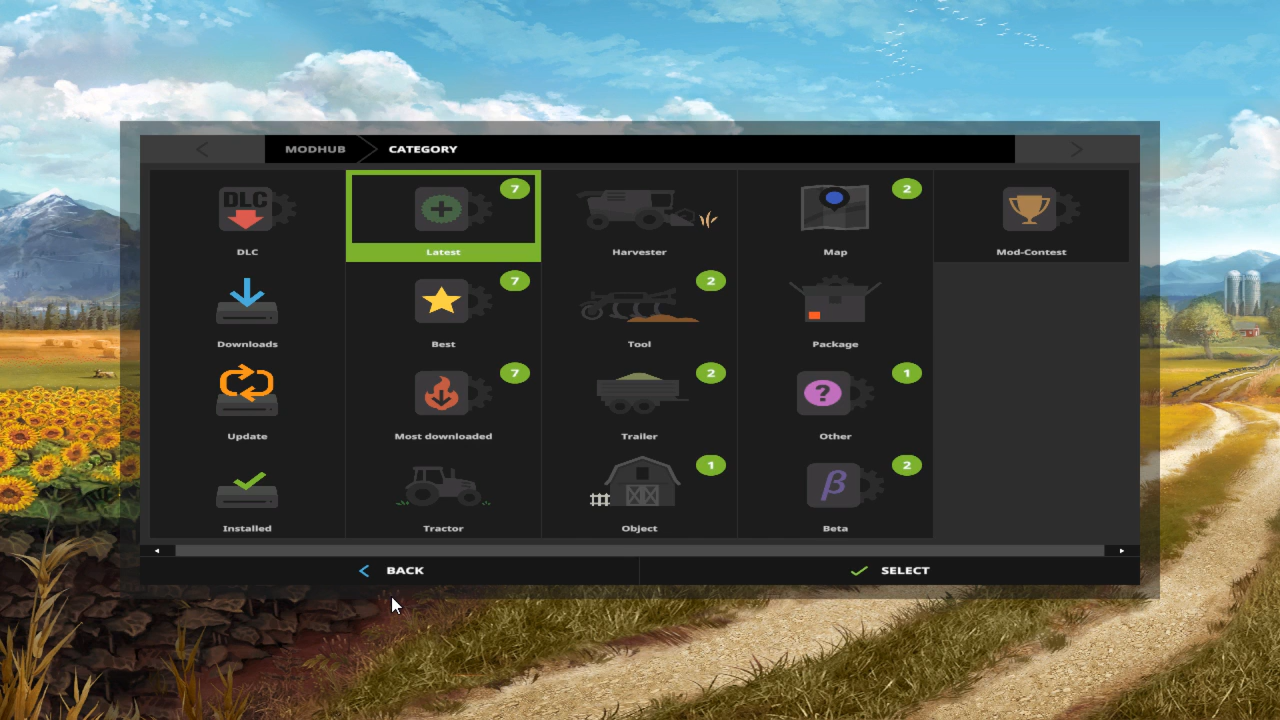 MODHUB CATEGORY
DLC
DLC
7
Latest
Harvester
2
Map
Mod-Contest
Downloads
7
Best
2
Tool
Package
Update
7
Most downloaded
2
Trailer
?
1
Other
Installed
Tractor
1
Object
β
2
Beta
BACK
SELECT